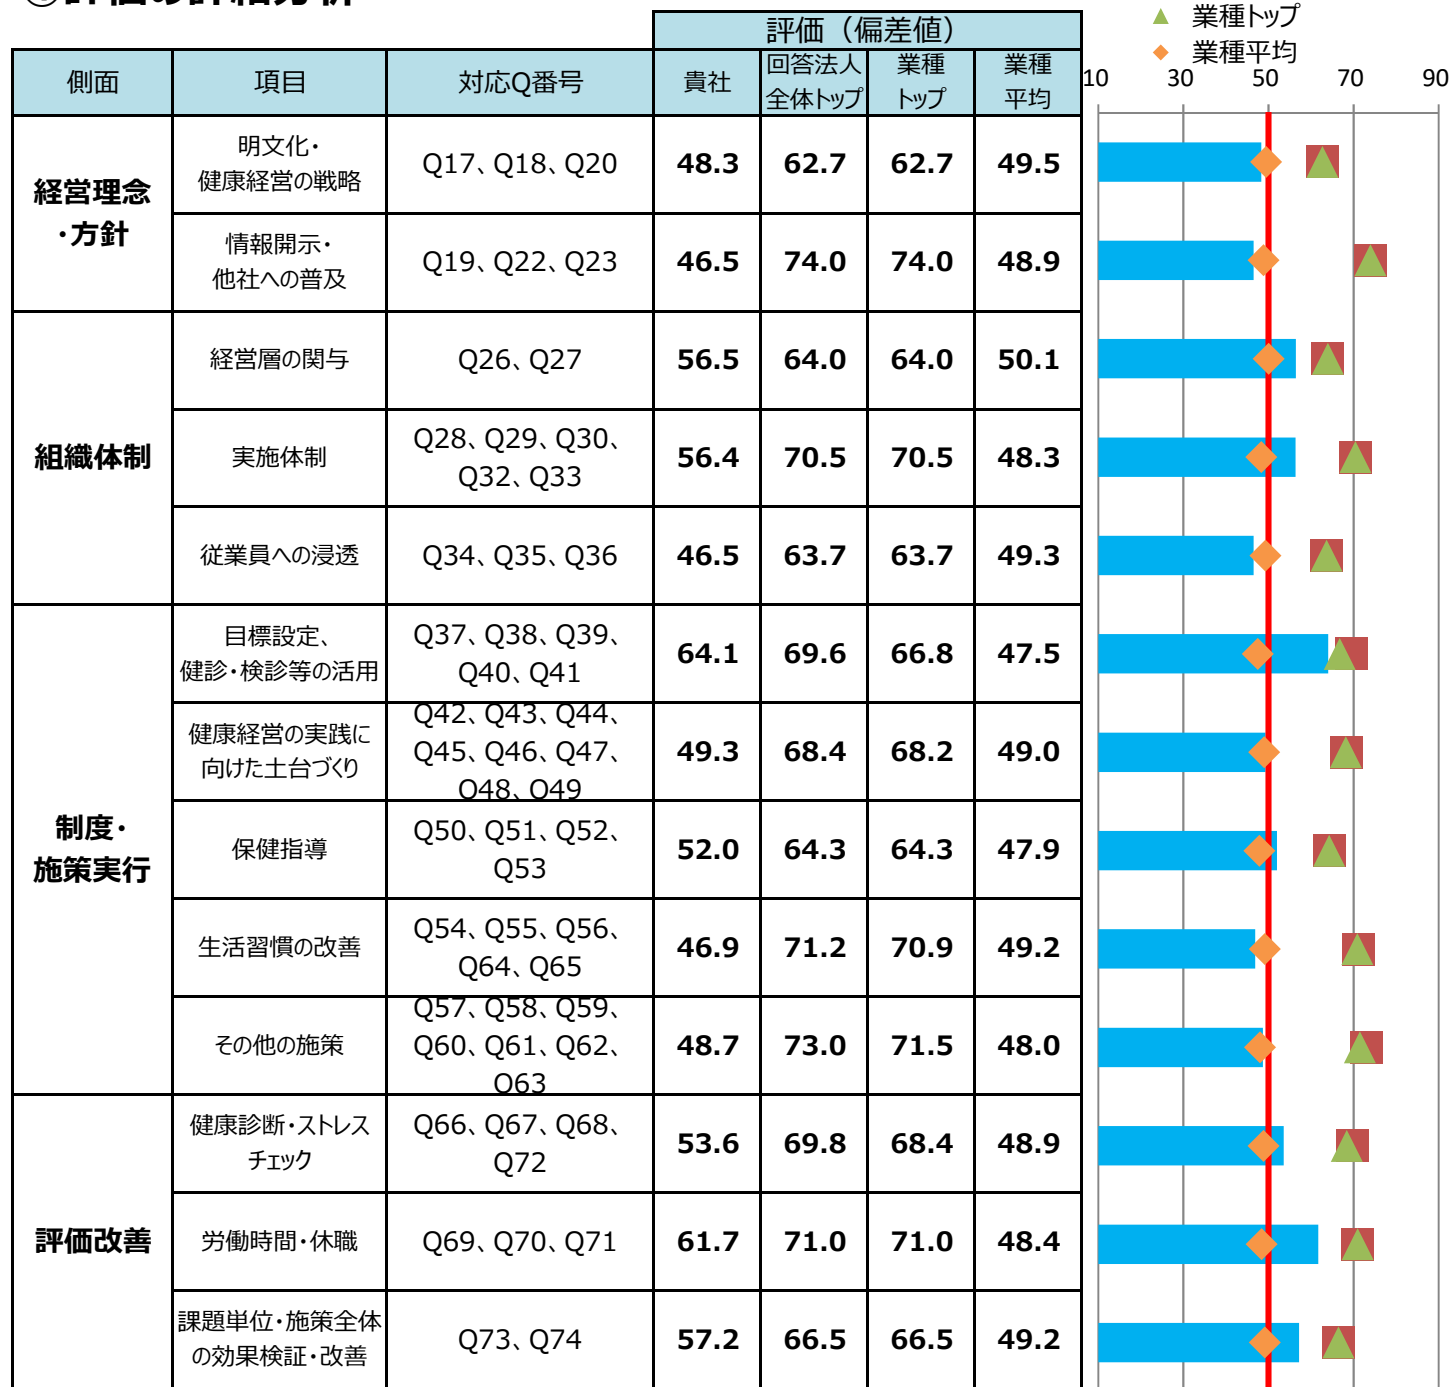 ▲ 業種トップ
◆ 業種平均
評価（偏差値）
側面 項目 対応Q番号 貴社 回答法人 業種 業種
全体トップ トップ 平均
10 30 50 70 90
経営理念
・方針
明文化・
健康経営の戦略
Q17、Q18、Q20 48.3 62.7 62.7 49.5
情報開示・
他社への普及
Q19、Q22、Q23 46.5 74.0 74.0 48.9
組織体制
経営層の関与 Q26、Q27 56.5 64.0 64.0 50.1
実施体制
Q28、Q29、Q30、
Q32、Q33
56.4 70.5 70.5 48.3
従業員への浸透 Q34、Q35、Q36 46.5 63.7 63.7 49.3
制度・
施策実行
目標設定、
健診・検診等の活用
Q37、Q38、Q39、
Q40、Q41
64.1 69.6 66.8 47.5
健康経営の実践に
向けた土台づくり
Q42、Q43、Q44、
Q45、Q46、Q47、
Q48、Q49
49.3 68.4 68.2 49.0
保健指導
Q50、Q51、Q52、
Q53
52.0 64.3 64.3 47.9
生活習慣の改善
Q54、Q55、Q56、
Q64、Q65
46.9 71.2 70.9 49.2
その他の施策
Q57、Q58、Q59、
Q60、Q61、Q62、
Q63
48.7 73.0 71.5 48.0
評価改善
健康診断・ストレス
チェック
Q66、Q67、Q68、
Q72
53.6 69.8 68.4 48.9
労働時間・休職 Q69、Q70、Q71 61.7 71.0 71.0 48.4
課題単位・施策全体
の効果検証・改善
Q73、Q74 57.2 66.5 66.5 49.2